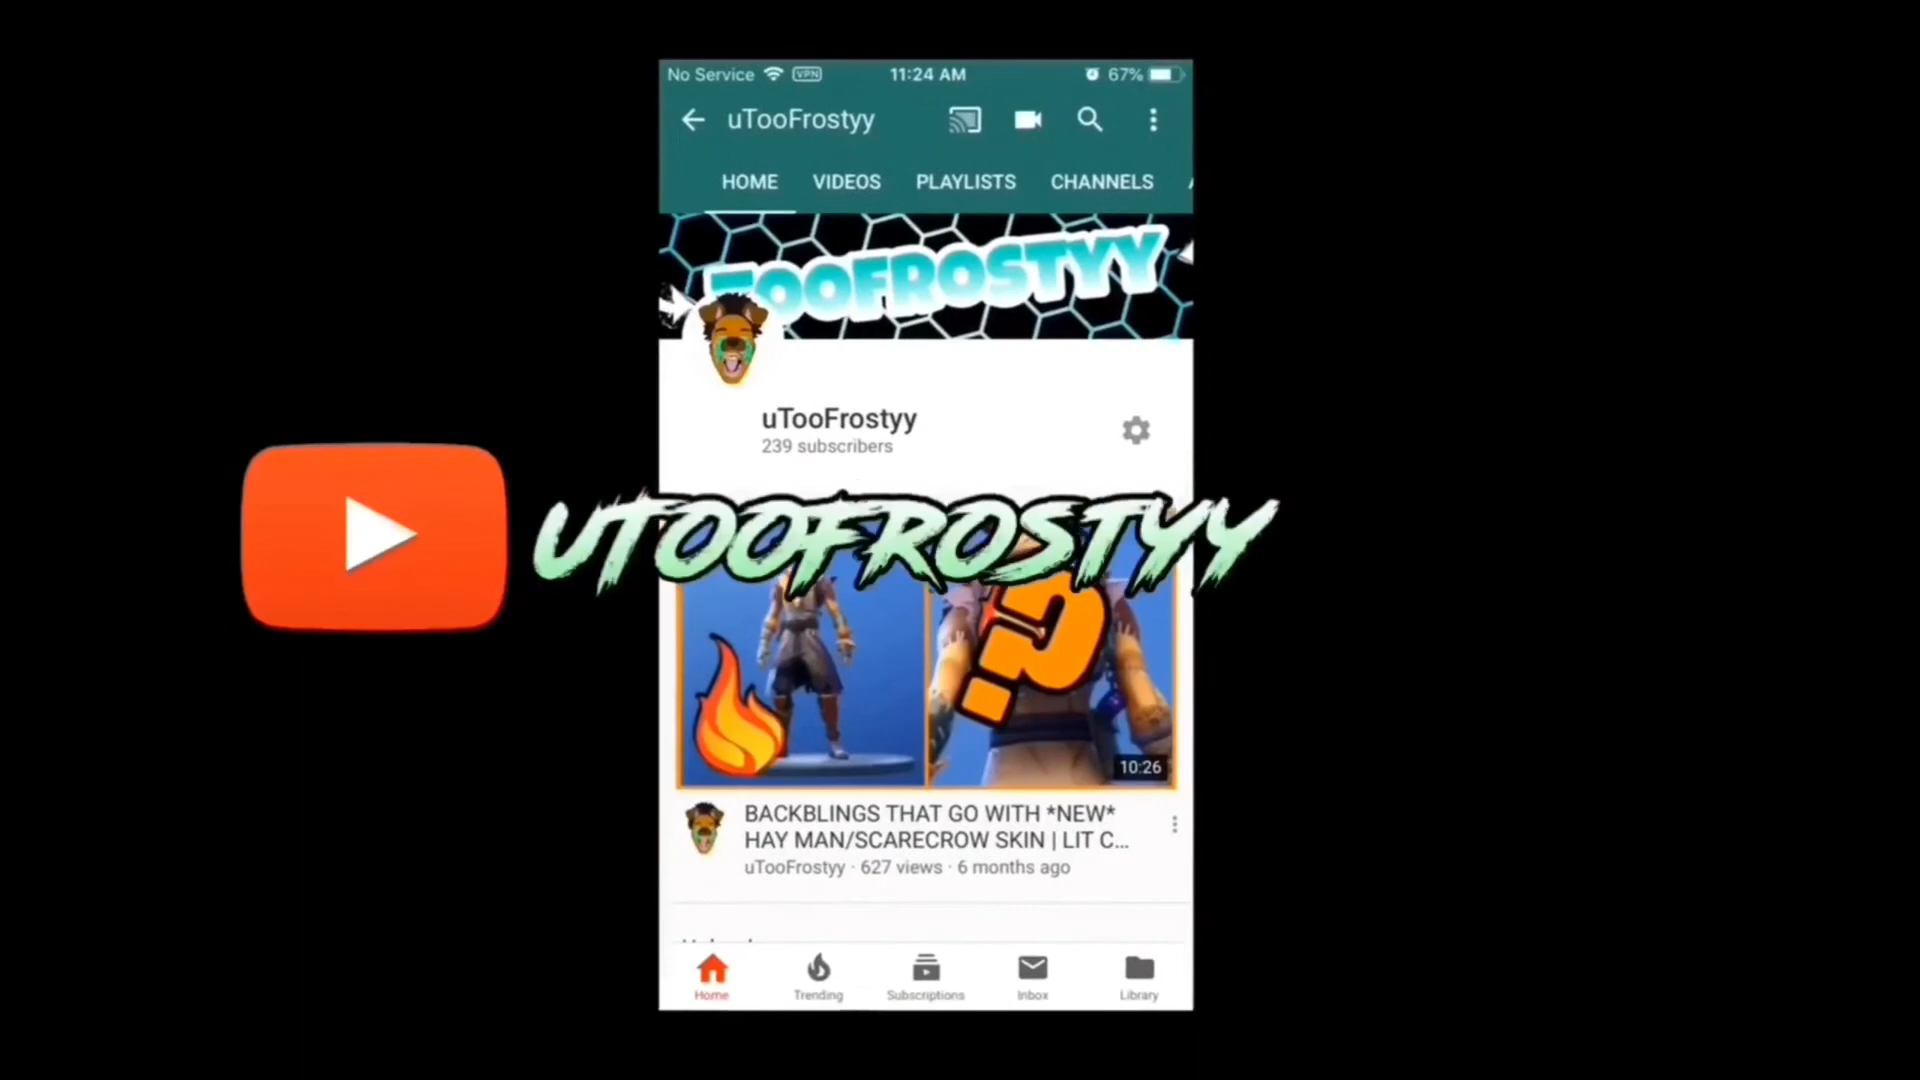 No Service VPN 11:24 AM 67%
uTooFrostyy
HOME VIDEOS PLAYLISTS CHANNELS
TOOFROSTYY
uTooFrostyy
239 subscribers
UTOOFROSTYY
?
10:26
BACKBLINGS THAT GO WITH *NEW*
HAY MAN/SCARECROW SKIN | LIT C...
uTooFrostyy · 627 views · 6 months ago
Home Trending Subscriptions Inbox Library